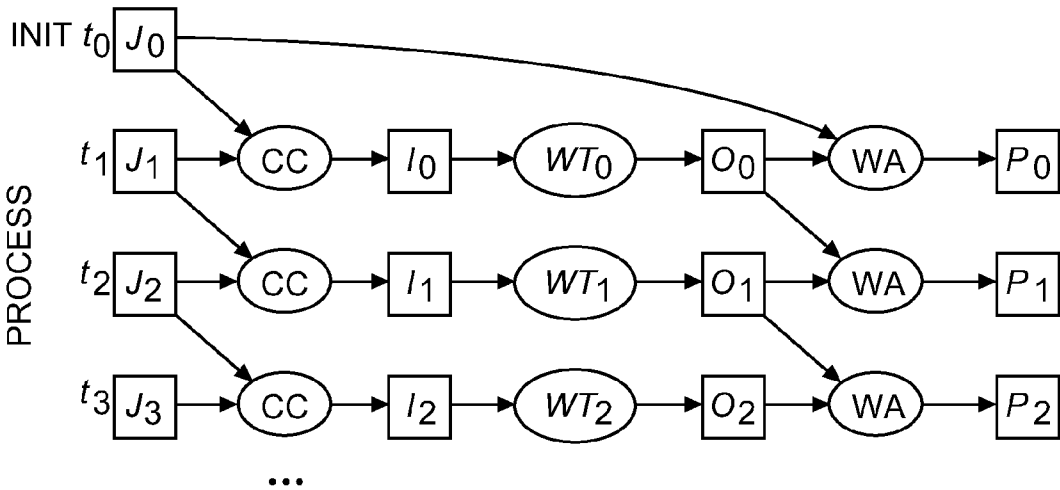 INIT t0 J0
t1 J1 CC I0 WT0 O0 WA P0
PROCESS
t2 J2 CC I1 WT1 O1 WA P1
t3 J3 CC I2 WT2 O2 WA P2
...